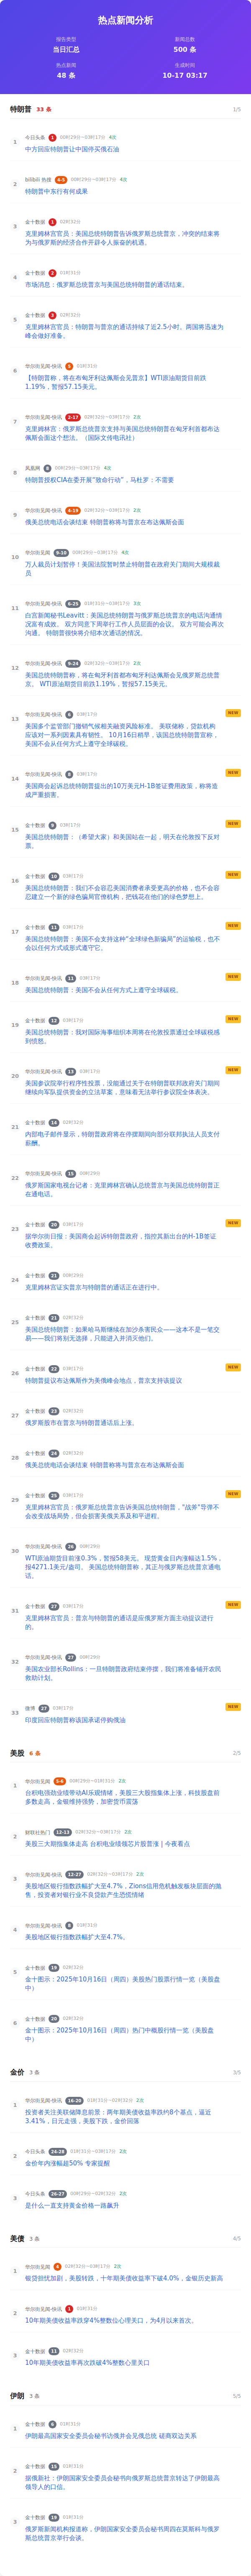 热点新闻分析
报告类型
新闻总数
当日汇总
500 条
热点新闻
生成时间
48 条
10-17 03:17
特朗普 33 条 1/5
1 今日头条 1 00时29分~03时17分 4次
中方回应特朗普让中国停买俄石油
2 bilibili 热搜 4-5 00时29分~03时17分 4次
特朗普中东行有何成果
3 金十数据 1 02时32分
克里姆林宫官员：美国总统特朗普告诉俄罗斯总统普京，冲突的结束将
为与俄罗斯的经济合作开辟令人振奋的机遇。
4 金十数据 2 01时31分
市场消息：俄罗斯总统普京与美国总统特朗普的通话结束。
5 金十数据 3 02时32分
克里姆林宫官员：特朗普与普京的通话持续了近2.5小时。两国将迅速为
峰会做好准备。
6 华尔街见闻-快讯 5 01时31分
【特朗普称，将在布匈牙利达佩斯会见普京】WTI原油期货日内跌
1.19%，暂报57.15美元。
7 华尔街见闻-快讯 2-17 02时32分~03时17分 2次
克里姆林宫：俄罗斯总统普京支持与美国总统特朗普在匈牙利首都布达
佩斯会面这个想法。（国际文传电讯社）
8 凤凰网 8 00时29分~03时17分 4次
特朗普授权CIA在委开展“致命行动”，马杜罗：不需要
9 华尔街见闻-快讯 4-19 02时32分~03时17分 2次
俄美总统电话会谈结束 特朗普称将与普京在布达佩斯会面
10 华尔街见闻 9-10 00时29分~03时17分 4次
万人裁员计划暂停！美国法院暂时禁止特朗普在政府关门期间大规模裁
员
11 华尔街见闻-快讯 6-25 01时31分~03时17分 3次
白宫新闻秘书Leavitt：美国总统特朗普与俄罗斯总统普京的电话沟通情
况富有成效。 双方同意下周举行工作人员层面的会议。 双方可能会再次
沟通。 特朗普很快将介绍本次通话的情况。
12 华尔街见闻-快讯 9-24 02时32分~03时17分 2次
美国总统特朗普称，将在匈牙利首都布达佩斯会见俄罗斯总统普
京。 WTI原油期货日内跌1.19%，暂报57.15美元。
13 华尔街见闻-快讯 6 03时17分 NEW
美国多个监管部门撤销气候相关融资风险标准。 美联储称，贷款机构
应该对一系列因素具有韧性。 10月16日稍早，该国总统特朗普宣称，
美国不会从任何方式上遵守全球碳税。
14 华尔街见闻-快讯 8 03时17分 NEW
美国商会起诉总统特朗普提出的10万美元H-1B签证费用政策，称将造
成严重损害。
15 金十数据 9 03时17分 NEW
美国总统特朗普：（希望大家）和美国站在一起，明天在伦敦投下反对
票。
16 金十数据 10 03时17分 NEW
美国总统特朗普：我们不会容忍美国消费者承受更高的价格，也不会容
忍建立一个新的绿色骗局官僚机构，把钱花在他们的绿色梦想上。
17 金十数据 11 03时17分 NEW
美国总统特朗普：美国不会支持这种“全球绿色新骗局”的运输税，也不
会以任何方式或形式遵守它。
18 华尔街见闻-快讯 11 03时17分 NEW
美国总统特朗普：美国不会从任何方式上遵守全球碳税。
19 金十数据 12 03时17分 NEW
美国总统特朗普：我对国际海事组织本周将在伦敦投票通过全球碳税感
到愤怒。
20 华尔街见闻-快讯 13 03时17分 NEW
美国参议院举行程序性投票，没能通过关于在特朗普联邦政府关门期间
继续向军队提供资金的立法草案，意味着无法举行参议院全体表决。
21 金十数据 14 02时32分
内部电子邮件显示，特朗普政府将在停摆期间向部分联邦执法人员支付
薪酬。
22 华尔街见闻-快讯 15 00时29分
俄罗斯国家电视台记者：克里姆林宫确认总统普京与美国总统特朗普正
在通电话。
23 金十数据 20 03时17分 NEW
据华尔街日报：美国商会起诉特朗普政府，指控其新出台的H-1B签证
收费政策。
24 金十数据 21 00时29分
克里姆林宫证实普京与特朗普的通话正在进行中。
25 金十数据 21 02时32分
美国总统特朗普：如果哈马斯继续在加沙杀害民众——这本不是一笔交
易——我们将别无选择，只能进入并消灭他们。
26 金十数据 22 03时17分 NEW
特朗普提议布达佩斯作为美俄峰会地点，普京支持该提议
27 金十数据 23 02时32分
俄罗斯股市在普京与特朗普通话后上涨。
28 金十数据 24 02时32分
俄美总统电话会谈结束 特朗普称将与普京在布达佩斯会面
29 金十数据 25 03时17分 NEW
克里姆林宫官员：俄罗斯总统普京告诉美国总统特朗普，"战斧"导弹不
会改变战场局势，但会损害美俄关系及和平进程。
30 华尔街见闻-快讯 26 00时29分
WTI原油期货日内涨0.3%，暂报58美元。 现货黄金日内涨幅达1.5%，
报4271.1美元/盎司。 美国总统特朗普称，其正与俄罗斯总统普京通电
话。
31 金十数据 27 03时17分 NEW
克里姆林宫官员：普京与特朗普的通话是应俄罗斯方面主动提议进行
的。
32 华尔街见闻-快讯 27 00时29分
美国农业部长Rollins：一旦特朗普政府结束停摆，我们将准备铺开农民
救助计划。
33 微博 27 03时17分 NEW
印度回应特朗普称该国承诺停购俄油
美股 6 条 2/5
1 华尔街见闻 5-6 00时29分~01时31分 2次
台积电强劲业绩带动AI乐观情绪，美股三大股指集体上涨，科技股盘前
多数走高，金银维持强势，加密货币震荡
2 财联社热门 12-13 02时32分~03时17分 2次
美股三大期指集体走高 台积电业绩领芯片股普涨 | 今夜看点
3 华尔街见闻-快讯 12-27 02时32分~03时17分 2次
美股地区银行指数跌幅扩大至4.7%，Zions信用危机触发板块层面的抛
售，投资者对银行业不良贷款产生恐慌情绪
4 华尔街见闻-快讯 8 01时31分
美股地区银行指数跌幅扩大至4.7%。
5 金十数据 19 02时32分
金十图示：2025年10月16日（周四）美股热门股票行情一览（美股盘
中）
6 金十数据 20 02时32分
金十图示：2025年10月16日（周四）热门中概股行情一览（美股盘
中）
金价 3 条 3/5
1 华尔街见闻-快讯 16-20 01时31分~02时32分 2次
投资者关注美联储降息前景：两年期美债收益率跌约8个基点，逼近
3.41%，日元走强，美股下跌，金价回落
2 今日头条 24-28 01时31分~03时17分 2次
金价年内涨幅超50% 专家提醒
3 今日头条 26-27 00时29分~02时32分 2次
是什么一直支持黄金价格一路飙升
美债 3 条 4/5
1 华尔街见闻 4 02时32分~03时17分 2次
银贷担忧加剧，美股转跌，十年期美债收益率下破4.0%，金银历史新高
2 华尔街见闻-快讯 1 01时31分
10年期美债收益率跌穿4%整数位心理关口，为4月以来首次。
3 金十数据 11 02时32分
10年期美债收益率再次跌破4%整数心里关口
伊朗 3 条 5/5
1 金十数据 6 01时31分
伊朗最高国家安全委员会秘书访俄并会见俄总统 磋商双边关系
2 金十数据 15 01时31分
据俄新社：伊朗国家安全委员会秘书向俄罗斯总统普京转达了伊朗最高
领导人的口信。
3 金十数据 19 01时31分
俄罗斯新闻机构报道称，伊朗国家安全委员会秘书周四在莫斯科与俄罗
斯总统普京举行会谈。